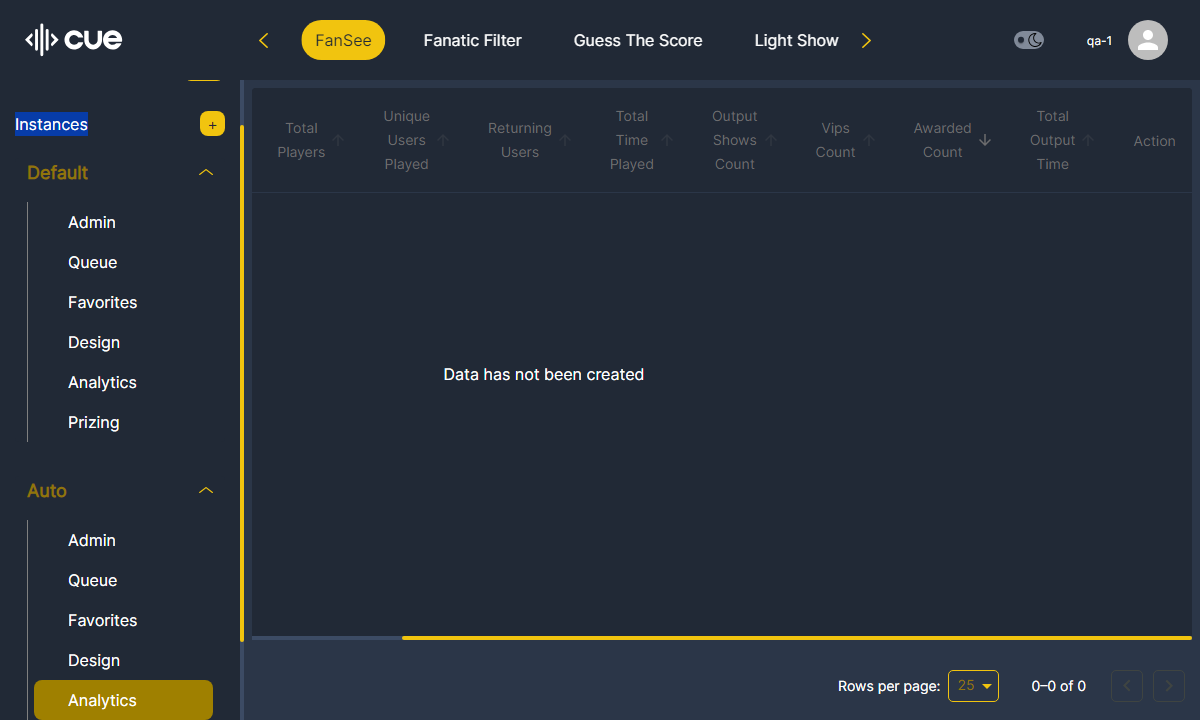 cue
FanSee
Fanatic Filter
Guess The Score
Light Show
qa-1
Instances
+
Default
Admin
Queue
Favorites
Design
Analytics
Prizing
Auto
Admin
Queue
Favorites
Design
Analytics
Total
Players
Unique
Users
Played
Returning
Users
Total
Time
Played
Output
Shows
Count
Vips
Count
Awarded
Count
Total
Output
Time
Action
Data has not been created
Rows per page:
25
0–0 of 0